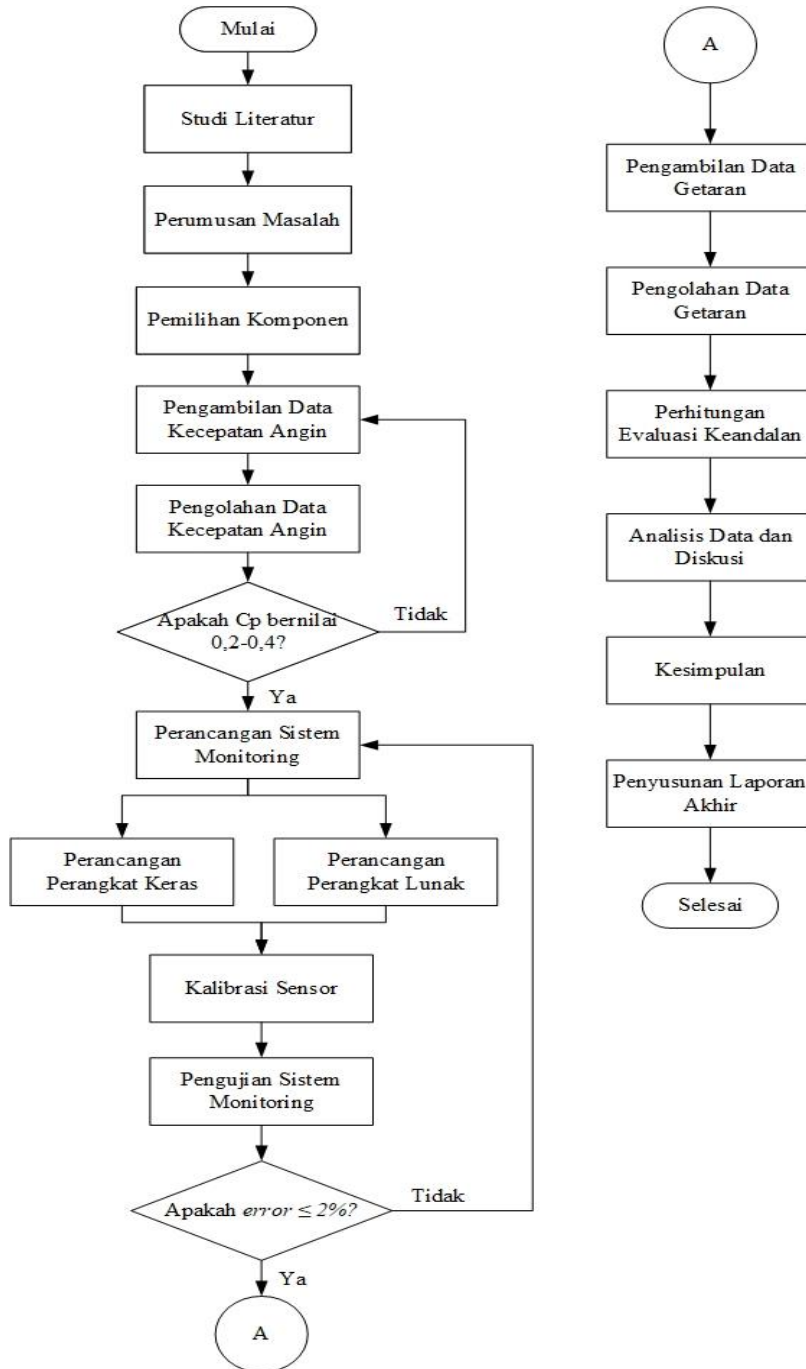 Mulai
Studi Literatur
Perumusan Masalah
Pemilihan Komponen
Pengambilan Data
Kecepatan Angin
Pengolahan Data
Kecepatan Angin
Apakah Cp bernilai
0,2-0,4?
Tidak
Ya
Perancangan Sistem
Monitoring
Perancangan
Perangkat Keras
Perancangan
Perangkat Lunak
Kalibrasi Sensor
Pengujian Sistem
Monitoring
Apakah error ≤ 2%?
Tidak
Ya
A
A
Pengambilan Data
Getaran
Pengolahan Data
Getaran
Perhitungan
Evaluasi Keandalan
Analisis Data dan
Diskusi
Kesimpulan
Penyusunan Laporan
Akhir
Selesai